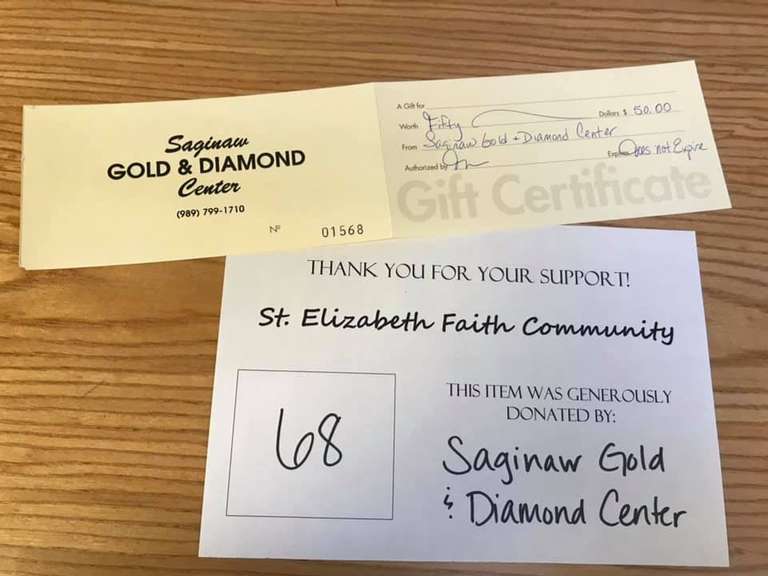 Saginaw
GOLD & DIAMOND
Center
(989) 799-1710
Nº 01568
A Gift for
Worth Fifty Dollars $ 50.00
From Saginaw Gold + Diamond Center
Authorized by Expires Does not Expire
Gift Certificate
THANK YOU FOR YOUR SUPPORT!
St. Elizabeth Faith Community
68
THIS ITEM WAS GENEROUSLY
DONATED BY:
Saginaw Gold
& Diamond Center